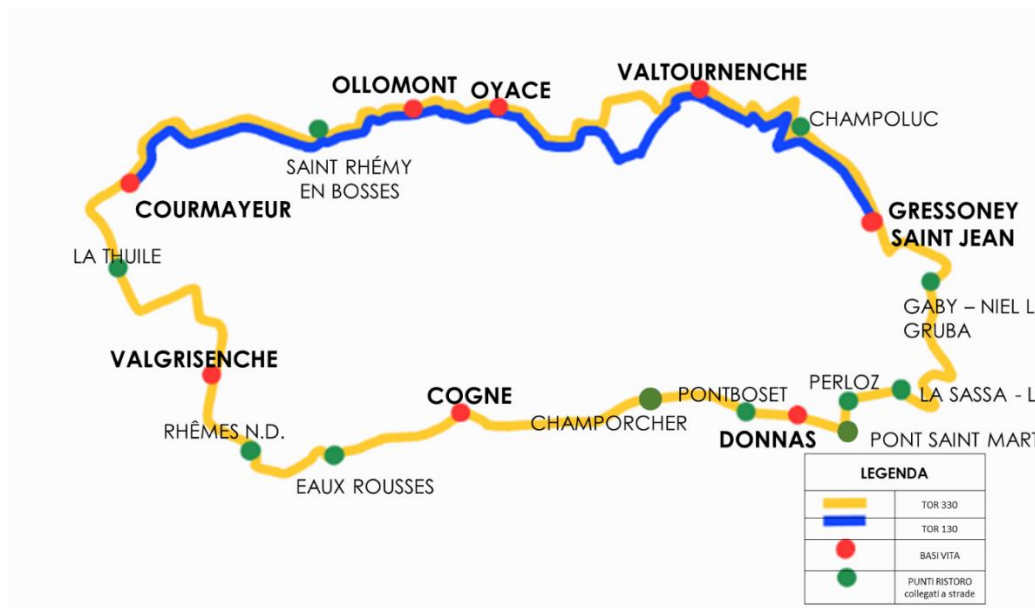 VALTOURNENCHE
OLLOMONT
OYACE
CHAMPOLUC
SAINT RHÉMY
EN BOSSES
COURMAYEUR
GRESSONEY
SAINT JEAN
LA THUILE
GABY – NIEL L
GRUBA
VALGRISENCHE
COGNE
PONTBOSET
PERLOZ
LA SASSA - L
CHAMPORCHER
RHÊMES N.D.
DONNAS
PONT SAINT MART
EAUX ROUSSES
LEGENDA
TOR 330
TOR 130
BASI VITA
PUNTI RISTORO
collegati a strade